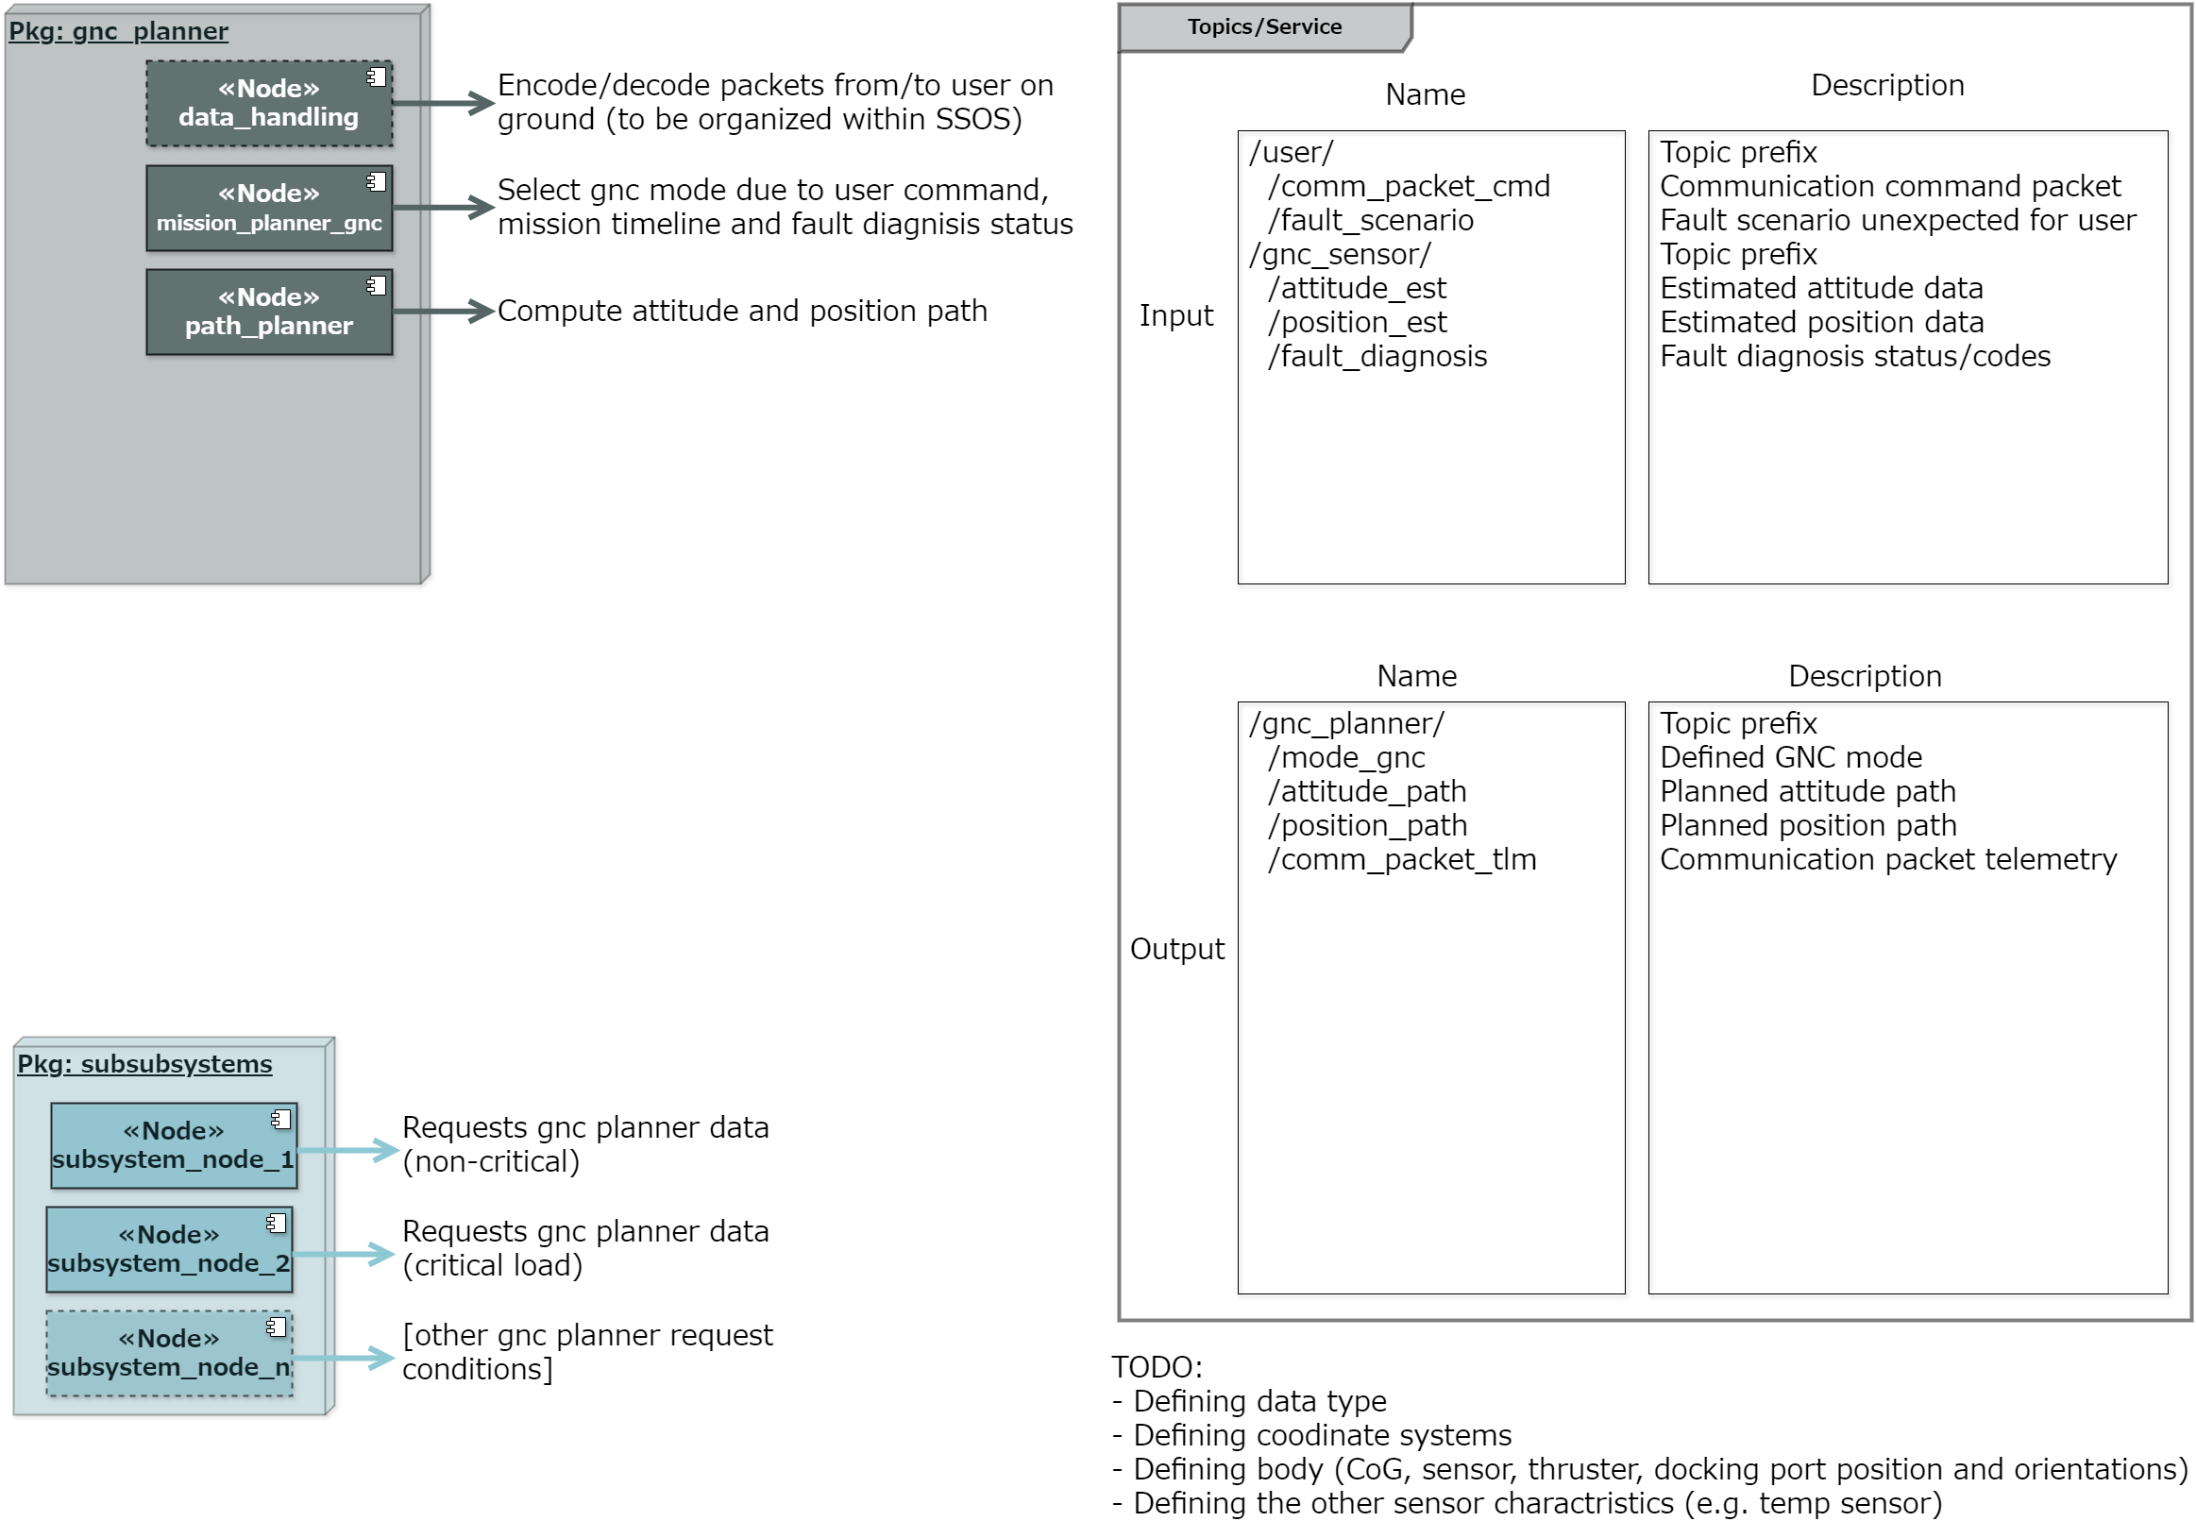 Pkg: gnc_planner
«Node»
data_handling
Encode/decode packets from/to user on
ground (to be organized within SSOS)
«Node»
mission_planner_gnc
Select gnc mode due to user command,
mission timeline and fault diagnisis status
«Node»
path_planner
Compute attitude and position path
Topics/Service
Name
Description
Input
/user/
/comm_packet_cmd
/fault_scenario
/gnc_sensor/
/attitude_est
/position_est
/fault_diagnosis
Topic prefix
Communication command packet
Fault scenario unexpected for user
Topic prefix
Estimated attitude data
Estimated position data
Fault diagnosis status/codes
Name
Description
Output
/gnc_planner/
/mode_gnc
/attitude_path
/position_path
/comm_packet_tlm
Topic prefix
Defined GNC mode
Planned attitude path
Planned position path
Communication packet telemetry
Pkg: subsubsystems
«Node»
subsystem_node_1
Requests gnc planner data
(non-critical)
«Node»
subsystem_node_2
Requests gnc planner data
(critical load)
«Node»
subsystem_node_n
[other gnc planner request
conditions]
TODO:
- Defining data type
- Defining coodinate systems
- Defining body (CoG, sensor, thruster, docking port position and orientations)
- Defining the other sensor charactristics (e.g. temp sensor)